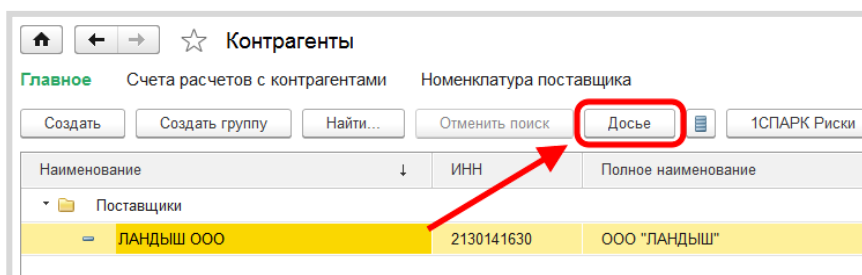 Контрагенты
Главное Счета расчетов с контрагентами Номенклатура поставщика
Создать Создать группу Найти... Отменить поиск Досье 1СПАРК Риски
Наименование ↓ ИНН Полное наименование
Поставщики
ЛАНДЫШ ООО 2130141630 ООО "ЛАНДЫШ"